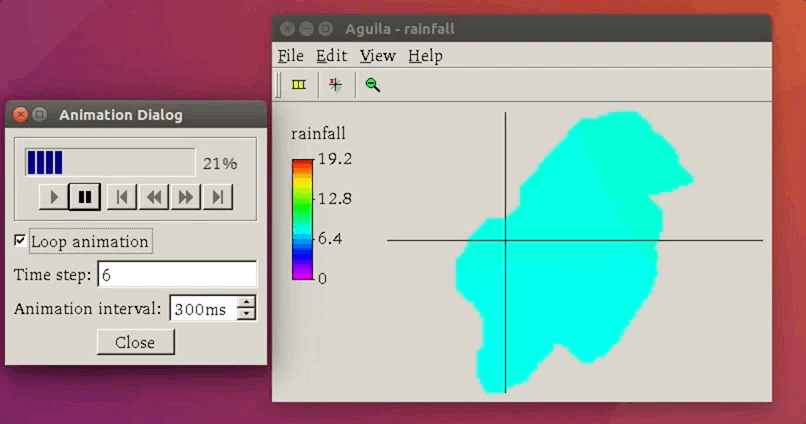 Aguila - rainfall
File Edit View Help
Animation Dialog
21%
Loop animation
Time step: 6
Animation interval: 300ms
Close
rainfall
19.2
12.8
6.4
0